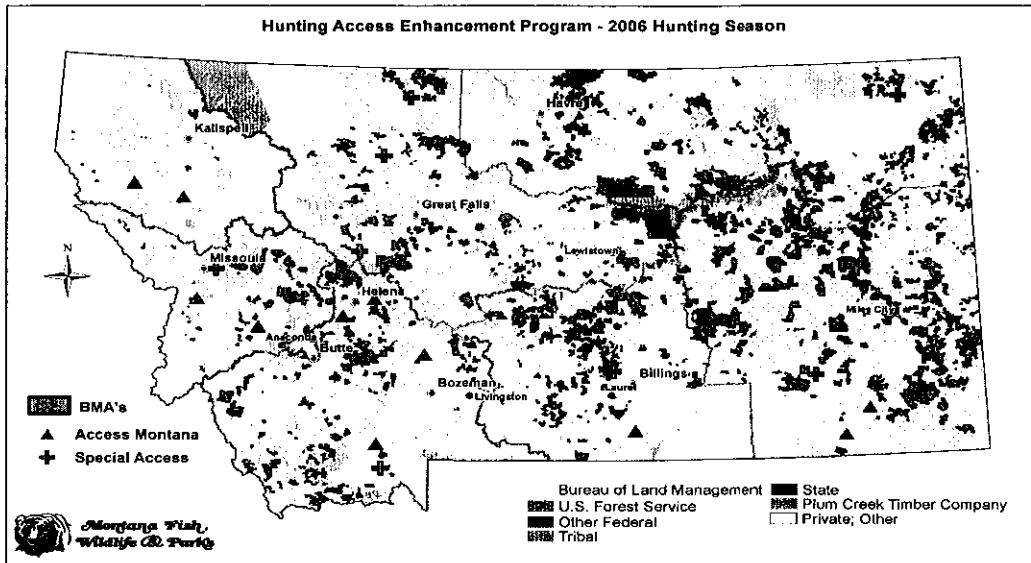 Hunting Access Enhancement Program - 2006 Hunting Season
Havre
Kalispell
Great Falls
Lewistown
Missoula
Helena
Miles City
Anaconda
Butte
Billings
Bozeman
Laurel
Livingston
N
BMA's
Access Montana
Special Access
Bureau of Land Management
U.S. Forest Service
Other Federal
Tribal
State
Plum Creek Timber Company
Private; Other
Montana Fish,
Wildlife & Parks